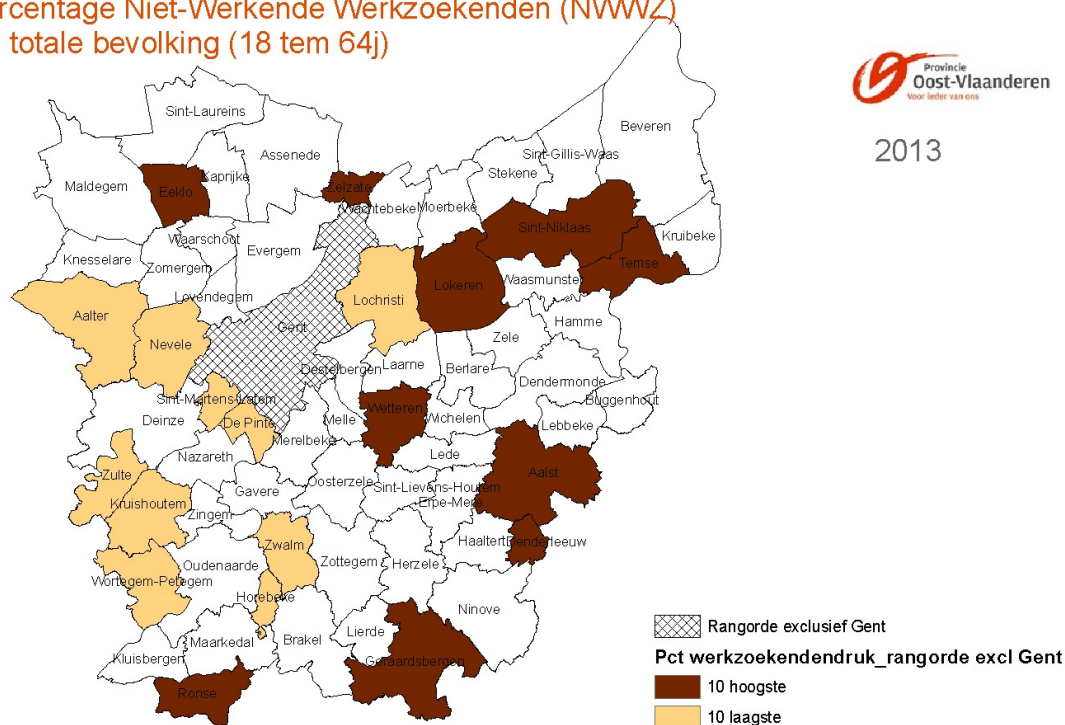 rcentage Niet-Werkende Werkzoekenden (NWWZ)
totale bevolking (18 tem 64j)
Provincie
Oost-Vlaanderen
Voor ieder van ons
2013
Sint-Laureins
Beveren
Assenede
Sint-Gillis-Waas
Stekene
Maldegem
Eeklo
Kaprijke
Zelzate
Wachtebeke
Moerbeke
Sint-Niklaas
Kruibeke
Waarschoot
Evergem
Knesselare
Zomergem
Temse
Lokeren
Waasmunster
Lovendegem
Lochristi
Aalter
Gent
Hamme
Nevele
Zele
Destelbergen
Laarne
Berlare
Dendermonde
Sint-Martens-Latem
Buggenhout
Deinze
De Pinte
Melle
Wetteren
Wichelen
Lebbeke
Merelbeke
Nazareth
Lede
Zulte
Aalst
Oosterzele
Sint-Lievens-Houtem
Gavere
Kruishoutem
Erpe-Mere
Zingem
Zwalm
Haaltert
Denderleeuw
Oudenaarde
Zottegem
Herzele
Wortegem-Petegem
Horebeke
Ninove
Lierde
Maarkedal
Brakel
Kluisbergen
Geraardsbergen
Ronse
Rangorde exclusief Gent
Pct werkzoekendendruk_rangorde excl Gent
10 hoogste
10 laagste